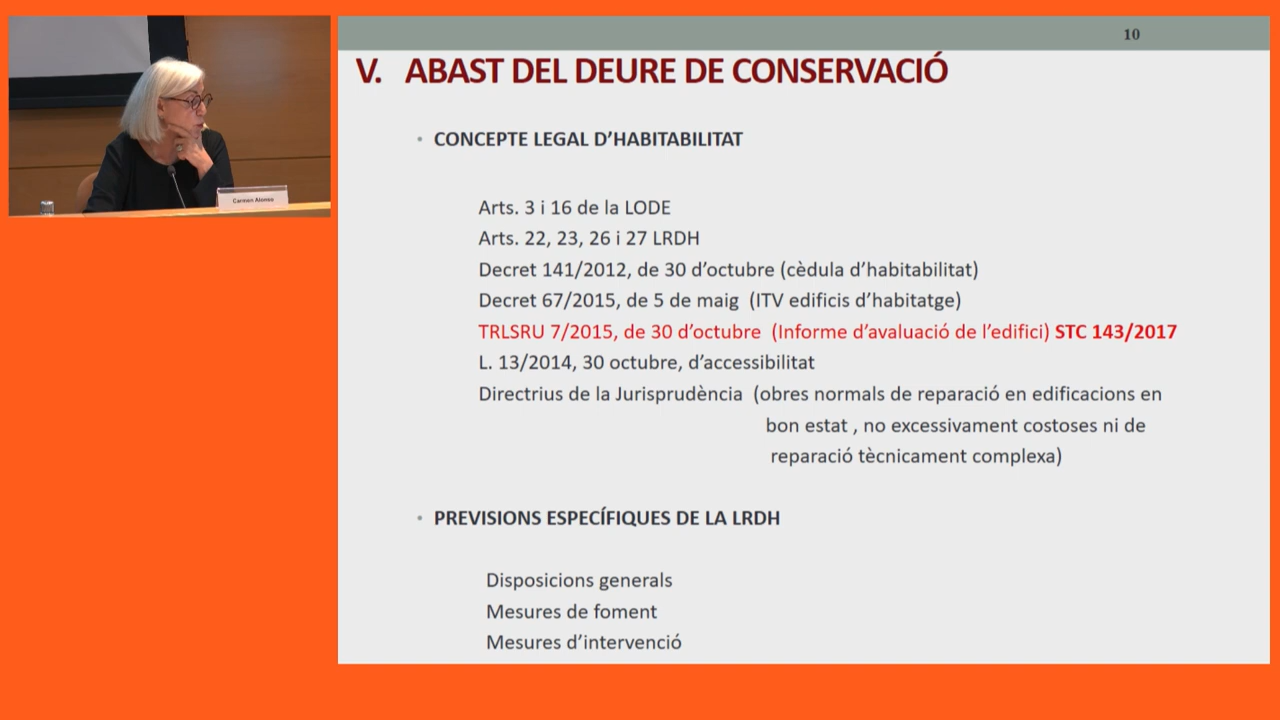 Carmen Alonso
10
V. ABAST DEL DEURE DE CONSERVACIÓ
• CONCEPTE LEGAL D’HABITABILITAT
Arts. 3 i 16 de la LODE
Arts. 22, 23, 26 i 27 LRDH
Decret 141/2012, de 30 d’octubre (cèdula d’habitabilitat)
Decret 67/2015, de 5 de maig (ITV edificis d’habitatge)
TRLSRU 7/2015, de 30 d’octubre (Informe d’avaluació de l’edifici) STC 143/2017
L. 13/2014, 30 octubre, d’accessibilitat
Directrius de la Jurisprudència (obres normals de reparació en edificacions en
bon estat , no excessivament costoses ni de
reparació tècnicament complexa)
• PREVISIONS ESPECÍFIQUES DE LA LRDH
Disposicions generals
Mesures de foment
Mesures d’intervenció